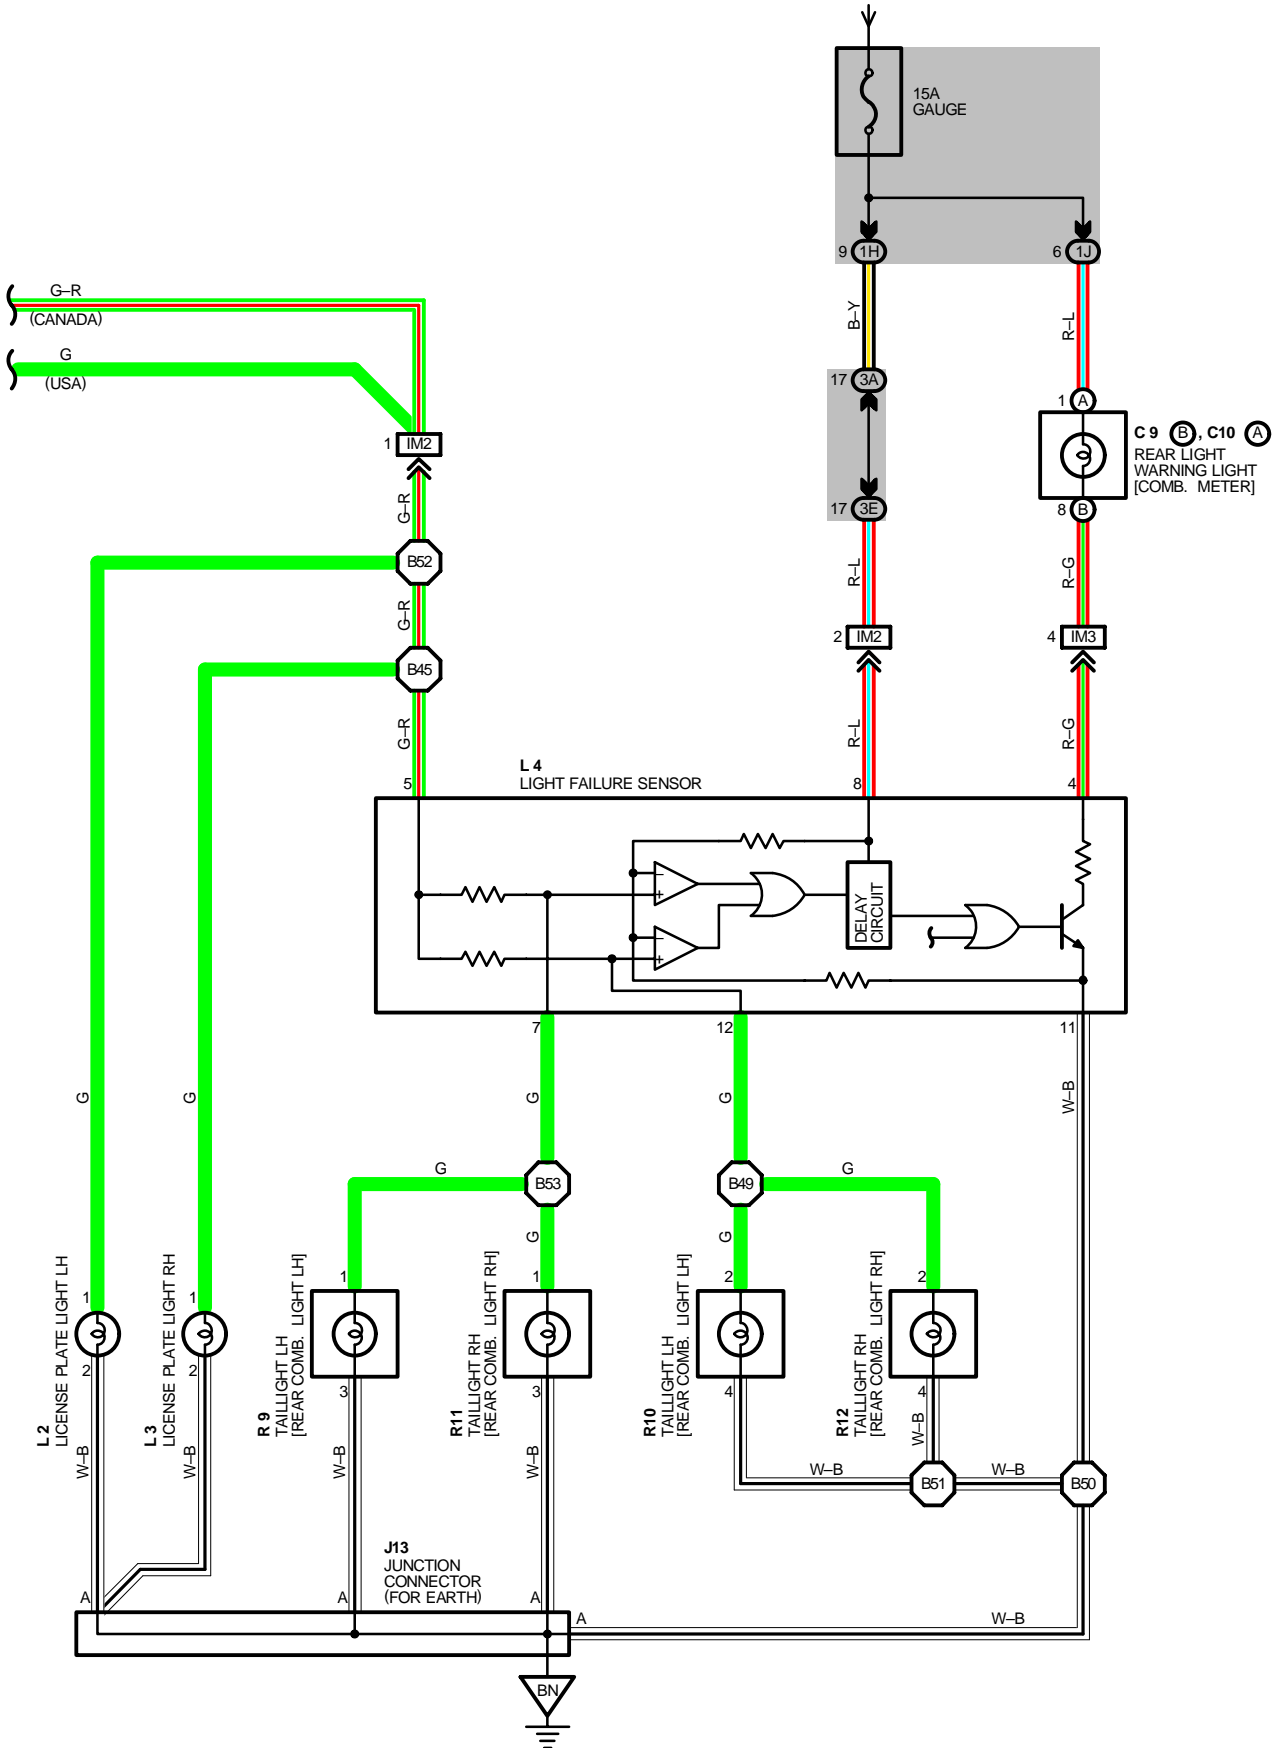 15A
GAUGE
9 1H
6 1J
G–R
(CANADA)
G
(USA)
B–Y
R–L
17 3A
1 A
1 IM2
C 9 B , C10 A
REAR LIGHT
WARNING LIGHT
[COMB. METER]
8 B
17 3E
G–R
B52
R–L
R–G
G–R
2 IM2
4 IM3
B45
G–R
R–L
R–G
L 4
LIGHT FAILURE SENSOR
5
8
4
–
+
–
+
DELAY
CIRCUIT
7
12
11
G
G
G
G
W–B
G
B53
B49
G
G
G
1
1
1
1
2
2
L 2
LICENSE PLATE LIGHT LH
L 3
LICENSE PLATE LIGHT RH
R 9
TAILLIGHT LH
[REAR COMB. LIGHT LH]
R11
TAILLIGHT RH
[REAR COMB. LIGHT RH]
R10
TAILLIGHT LH
[REAR COMB. LIGHT LH]
R12
TAILLIGHT RH
[REAR COMB. LIGHT RH]
2
2
3
3
4
4
W–B
W–B
W–B
W–B
W–B
W–B
B51
W–B
B50
J13
JUNCTION
CONNECTOR
(FOR EARTH)
A
A
A
A
W–B
BN